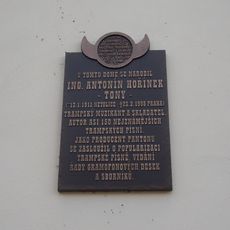 V TOMTO DOMĚ SE NARODIL
ING. ANTONÍN HOŘÍNEK
- TONY -
TRAMPSKÝ MUZIKANT A SKLADATEL
AUTOR ASI 150 NEJZNÁMĚJŠÍCH
TRAMPSKÝCH PÍSNÍ
JAKO PRODUCENT PANTONU
SE ZASLOUŽIL O POPULARIZACI
TRAMPSKÉ PÍSNĚ, VYDÁNÍ
ŘADY GRAMOFONOVÝCH DESEK
A SBORNÍKŮ.